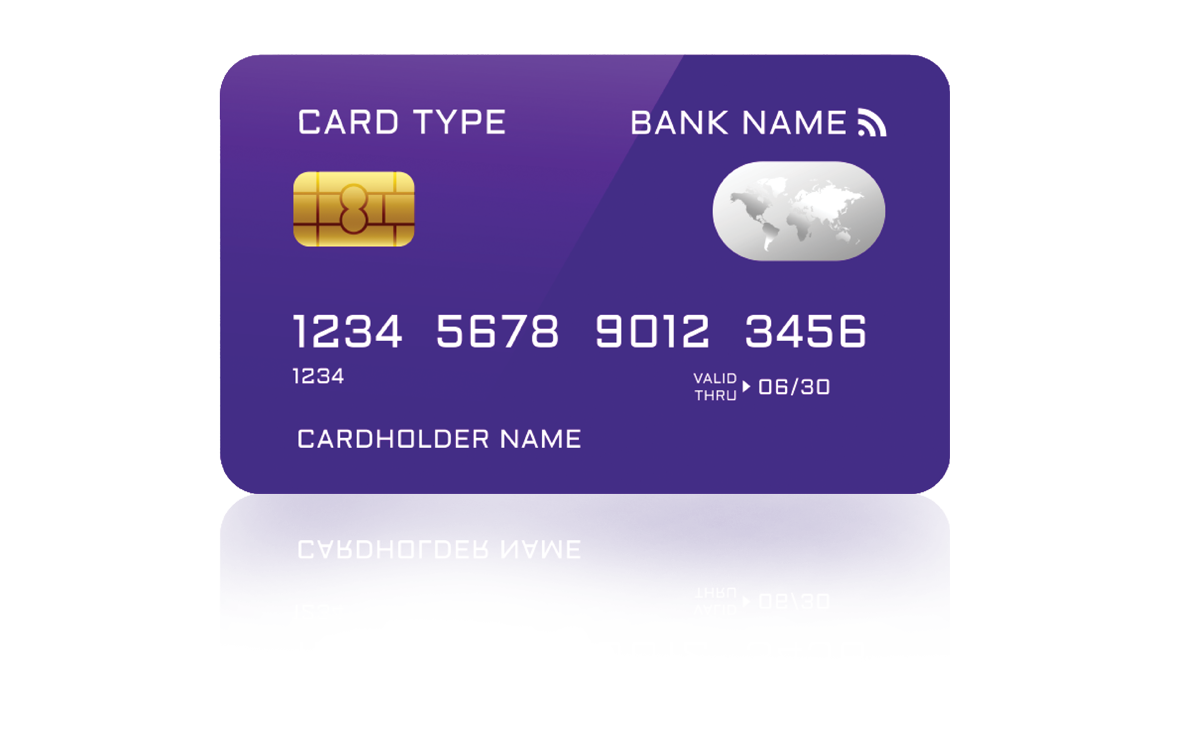 CARD TYPE
BANK NAME
1234 5678 9012 3456
1234
VALID
THRU
06/30
CARDHOLDER NAME